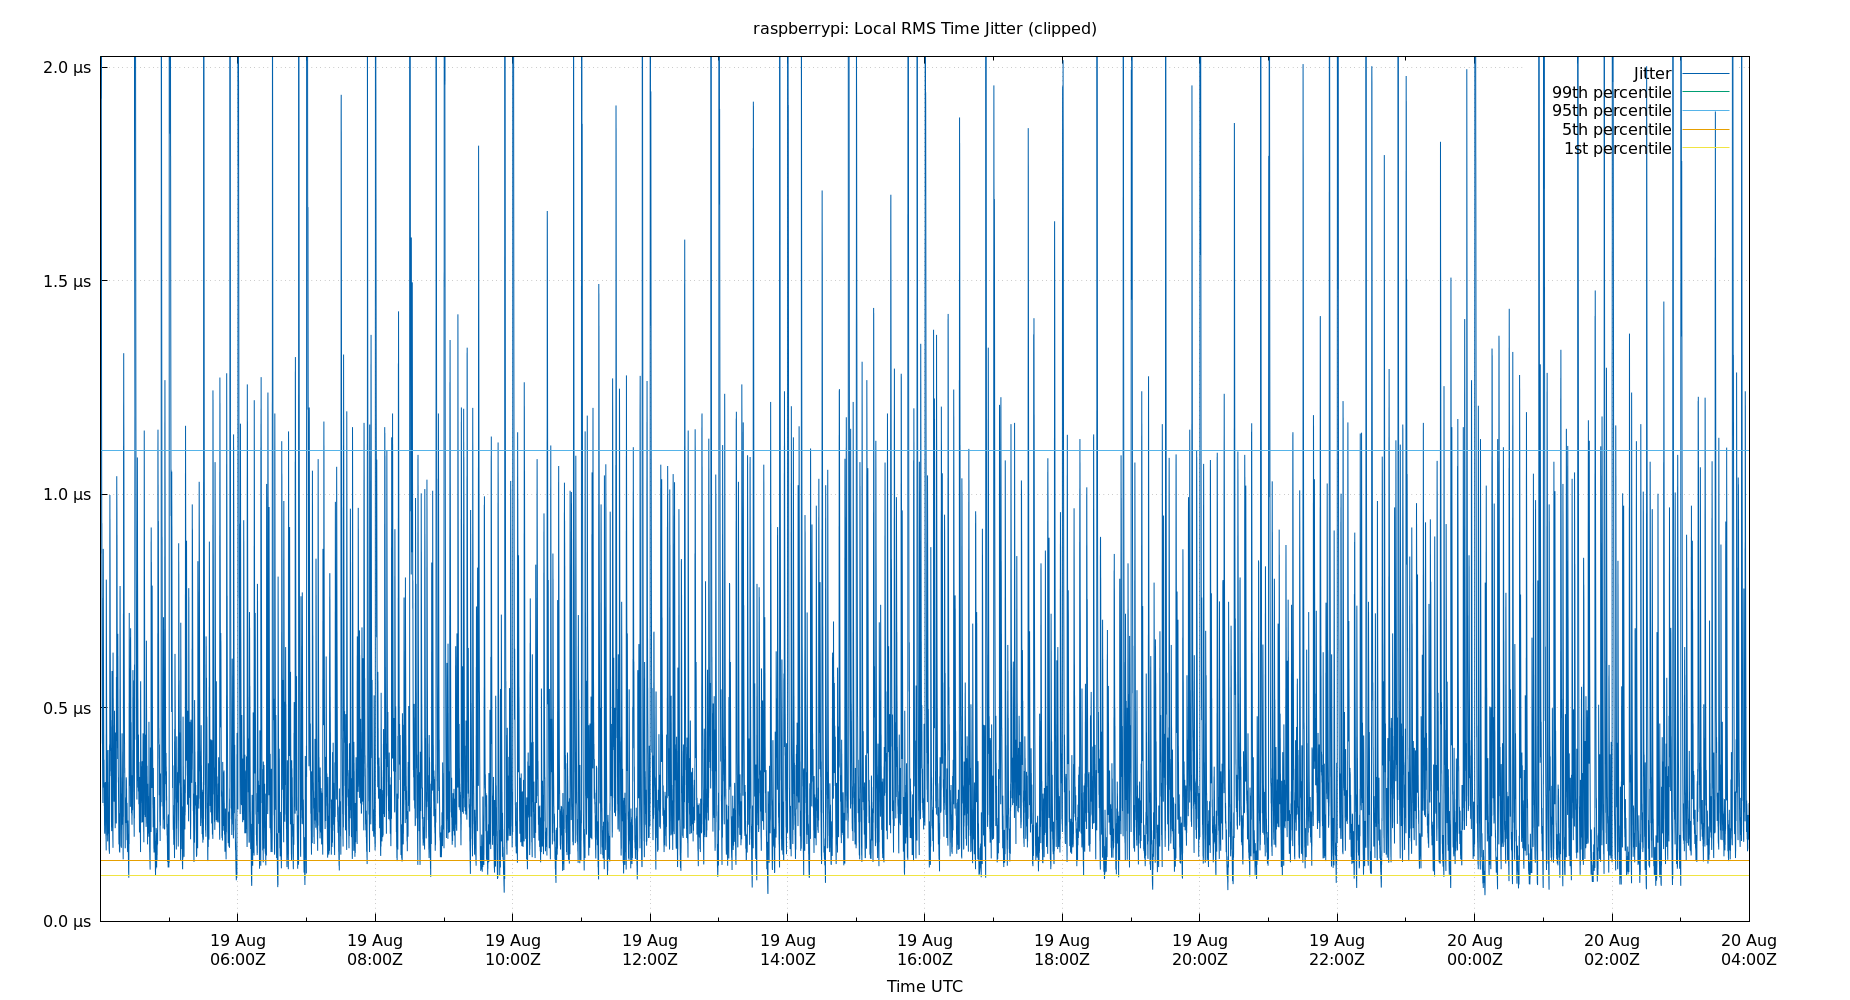 raspberrypi: Local RMS Time Jitter (clipped)
2.0 μs
1.5 μs
1.0 μs
0.5 μs
0.0 μs
Jitter
99th percentile
95th percentile
5th percentile
1st percentile
19 Aug 19 Aug 19 Aug 19 Aug 19 Aug 19 Aug 19 Aug 19 Aug 19 Aug 20 Aug 20 Aug 20 Aug
06:00Z 08:00Z 10:00Z 12:00Z 14:00Z 16:00Z 18:00Z 20:00Z 22:00Z 00:00Z 02:00Z 04:00Z
Time UTC